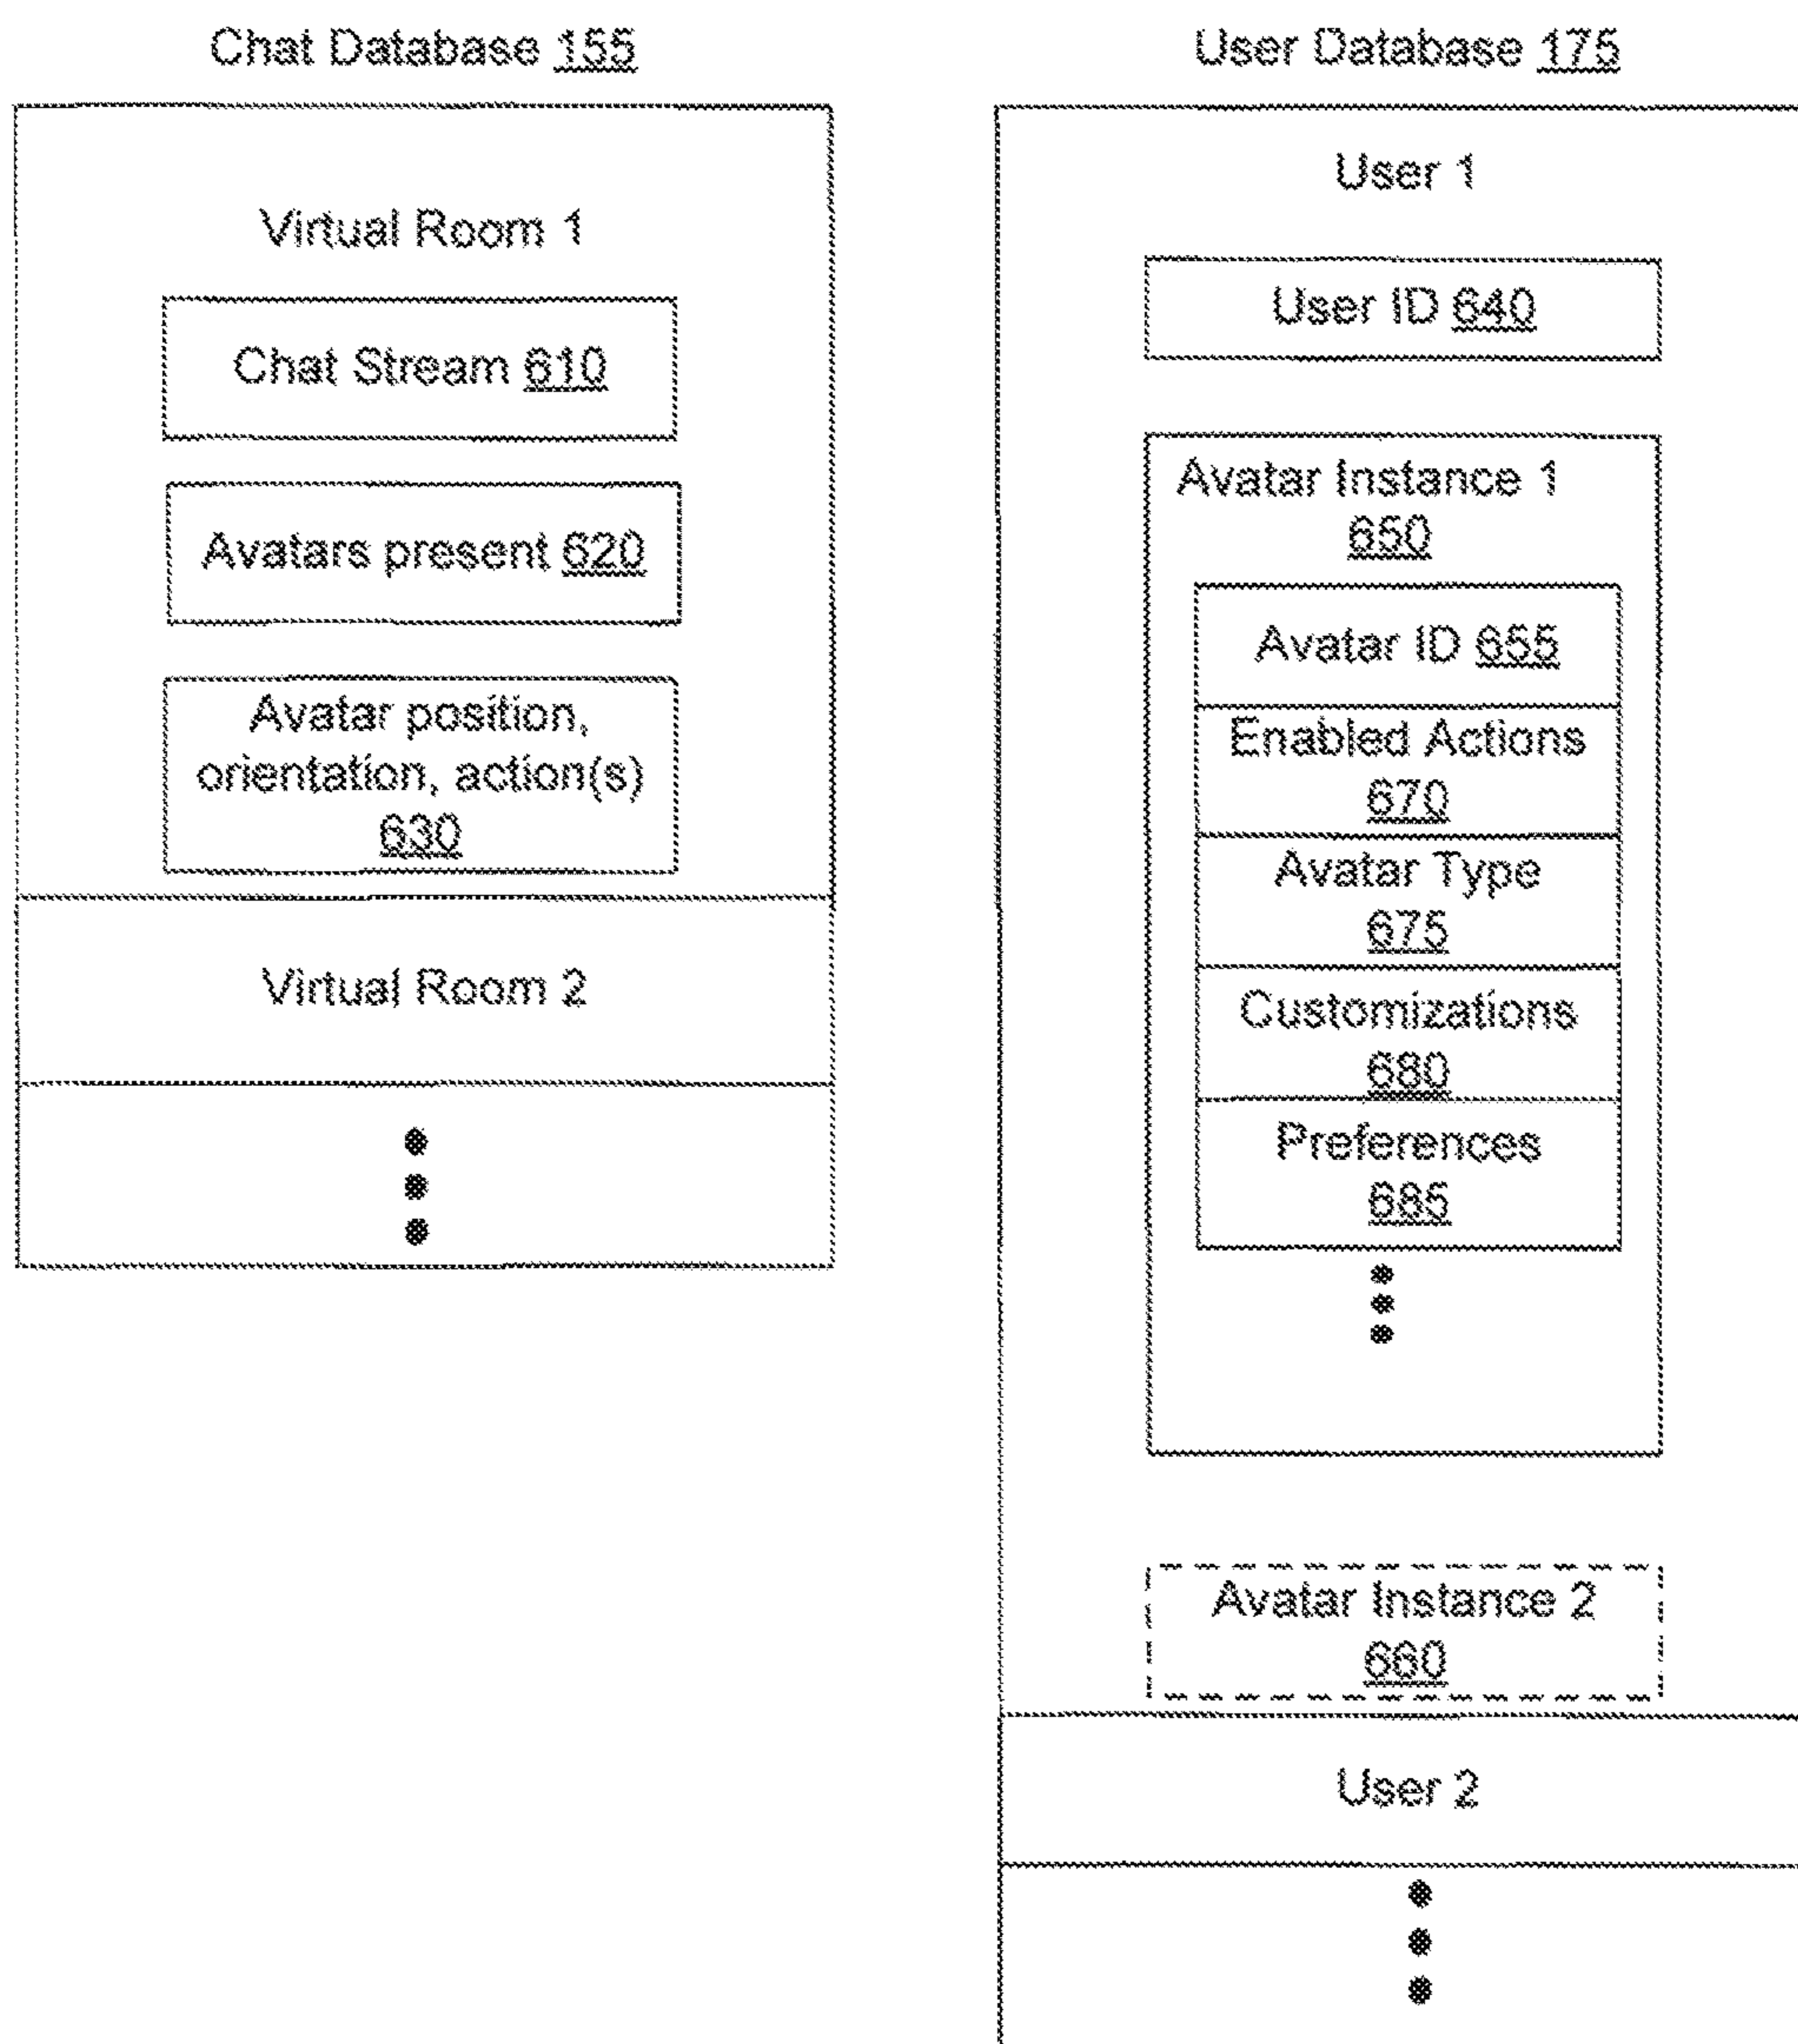 Chat Database 155
Virtual Room 1
Chat Stream 610
Avatars present 620
Avatar position,
orientation, action(s)
630
Virtual Room 2
User Database 175
User 1
User ID 640
Avatar Instance 1
650
Avatar ID 655
Enabled Actions
670
Avatar Type
675
Customizations
680
Preferences
685
Avatar Instance 2
660
User 2